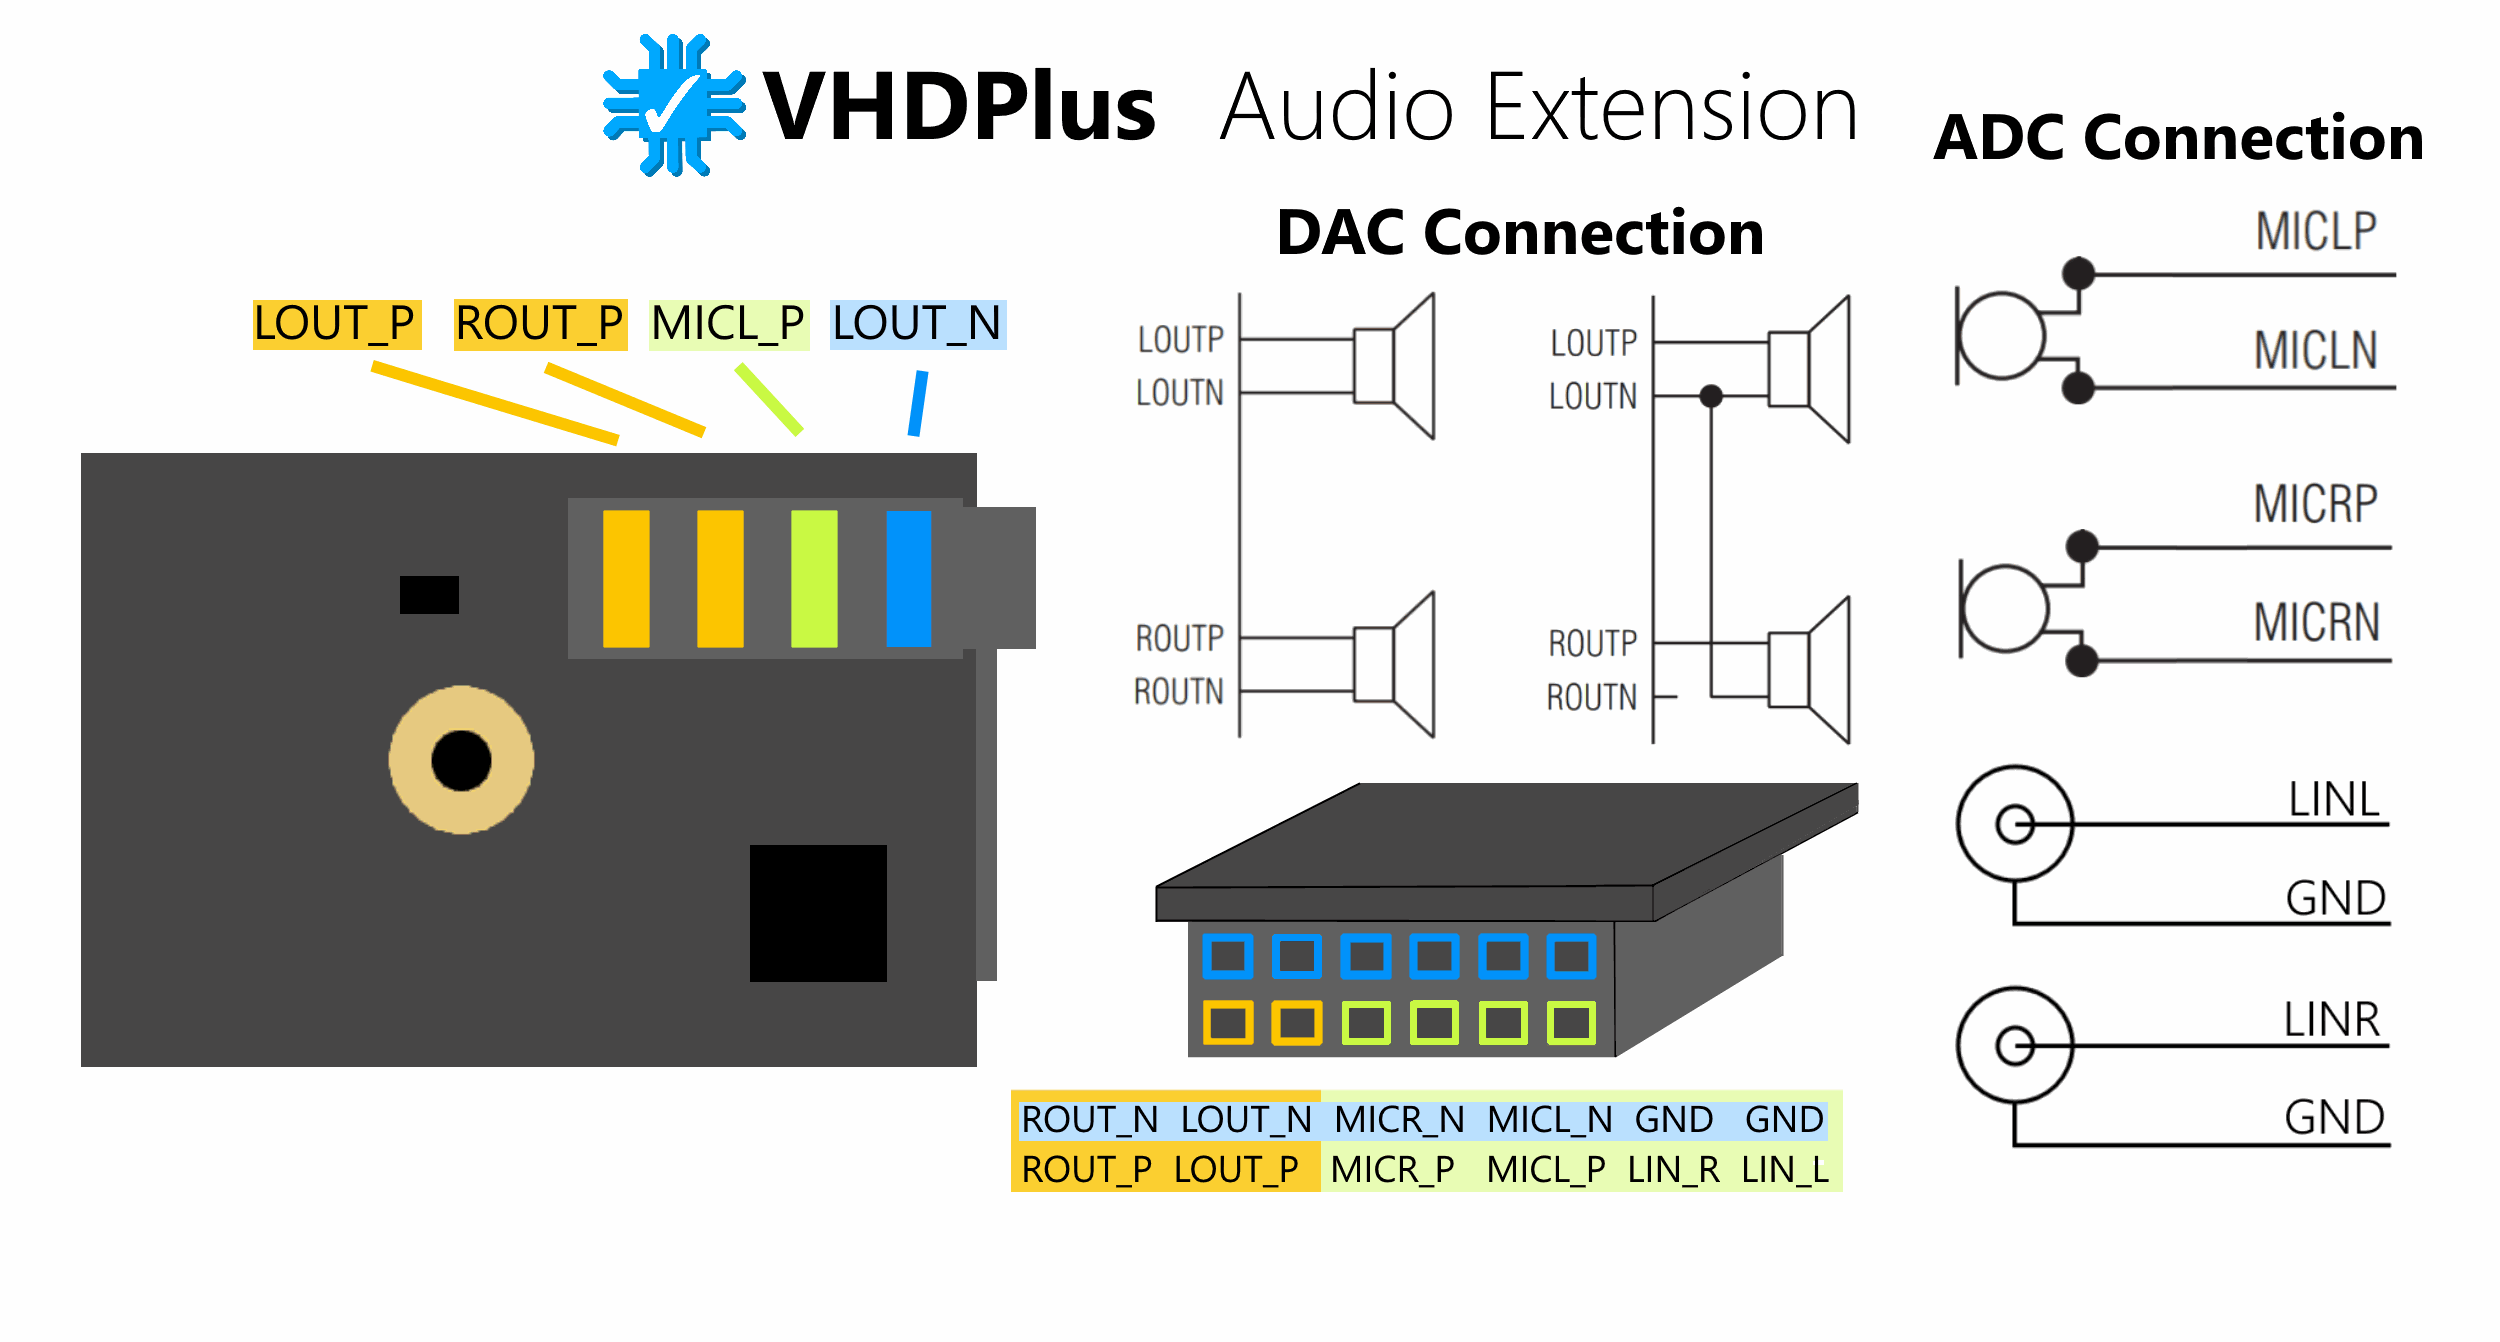 VHDPlus Audio Extension
ADC Connection
DAC Connection
LOUT_P ROUT_P MICL_P LOUT_N
LOUTP
LOUTN
ROUTP
ROUTN
LOUTP
LOUTN
ROUTP
ROUTN
MICLP
MICLN
MICRP
MICRN
LINL
GND
LINR
GND
ROUT_N LOUT_N MICR_N MICL_N GND GND
ROUT_P LOUT_P MICR_P MICL_P LIN_R LIN_L